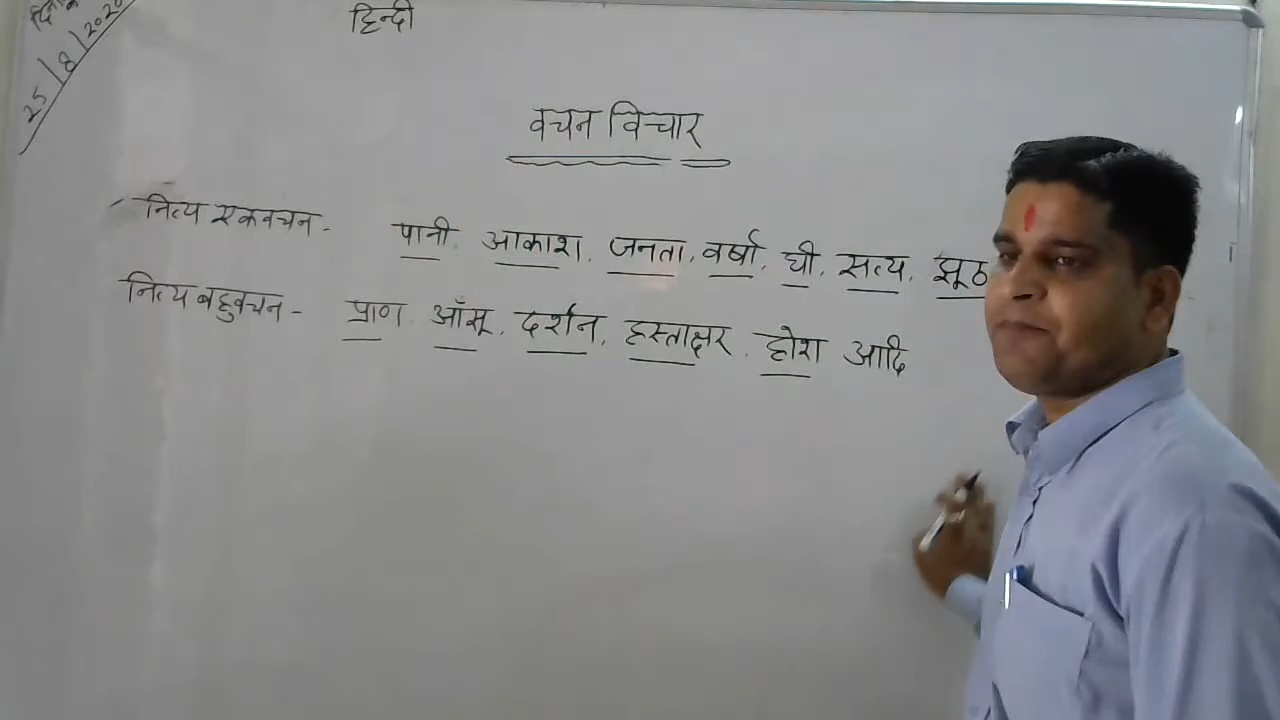 दिनांक
25/8/2020
हिन्दी
वचन विचार
नित्य एकवचन - पानी, आकाश, जनता, वर्षा, घी, सत्य, झूठ
नित्य बहुवचन - प्राण, आँसू, दर्शन, हस्ताक्षर, होश आदि